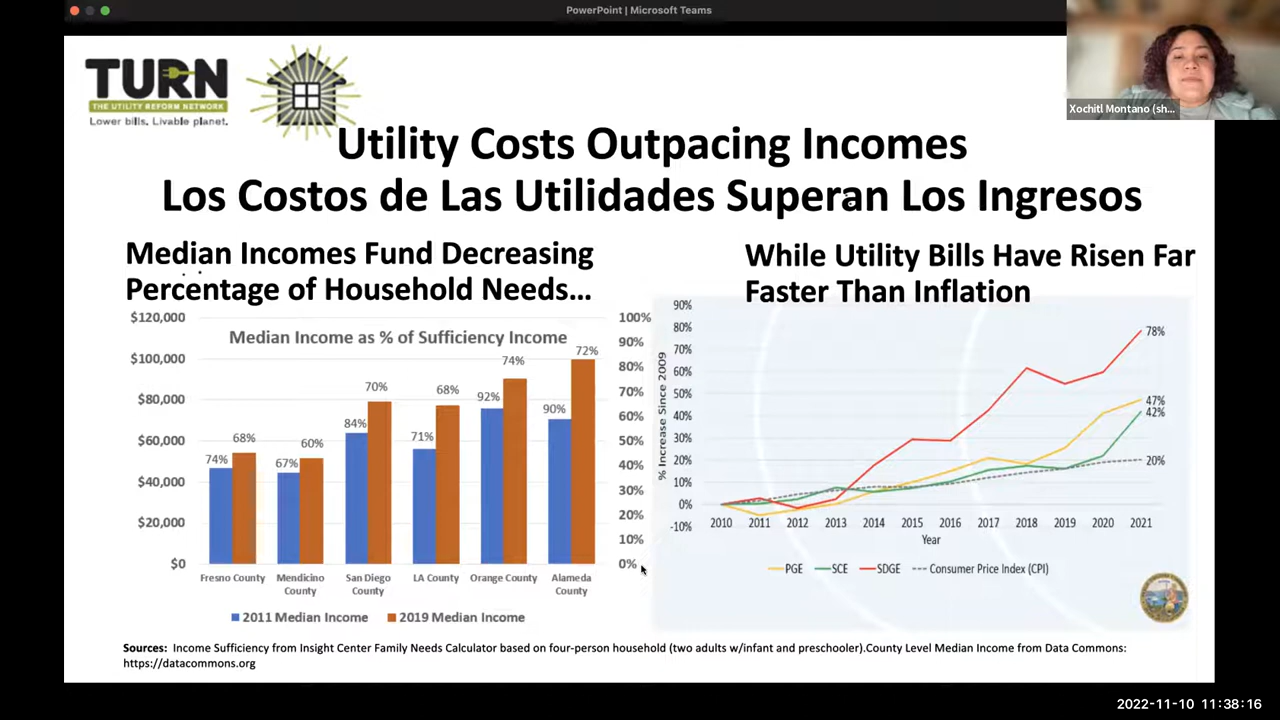 PowerPoint | Microsoft Teams
Xochitl Montano (sh...
TURN
THE UTILITY REFORM NETWORK
Lower bills. Livable planet.
Utility Costs Outpacing Incomes
Los Costos de Las Utilidades Superan Los Ingresos
Median Incomes Fund Decreasing
Percentage of Household Needs...
$120,000
$100,000
$80,000
$60,000
$40,000
$20,000
$0
Median Income as % of Sufficiency Income
74%
68%
67%
60%
84%
70%
71%
68%
92%
74%
90%
72%
100%
90%
80%
70%
60%
50%
40%
30%
20%
10%
0%
Fresno County
Mendicino
County
San Diego
County
LA County
Orange County
Alameda
County
2011 Median Income
2019 Median Income
While Utility Bills Have Risen Far
Faster Than Inflation
% Increase Since 2009
90%
80%
70%
60%
50%
40%
30%
20%
10%
0%
-10%
78%
47%
42%
20%
2010 2011 2012 2013 2014 2015 2016 2017 2018 2019 2020 2021
Year
PGE SCE SDGE Consumer Price Index (CPI)
Sources: Income Sufficiency from Insight Center Family Needs Calculator based on four-person household (two adults w/infant and preschooler).County Level Median Income from Data Commons:
https://datacommons.org
2022-11-10 11:38:16